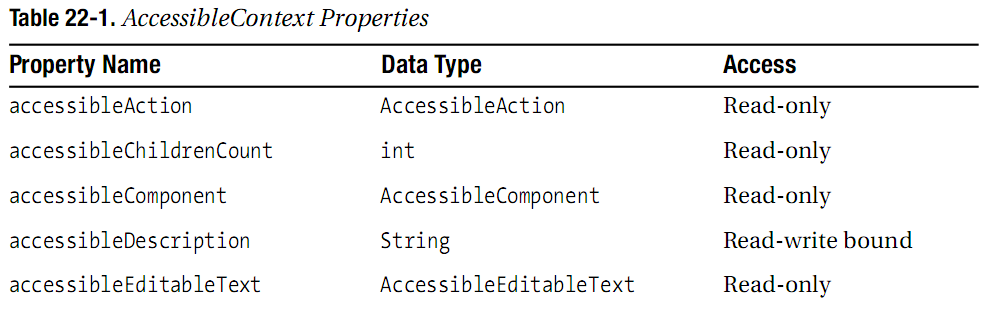 Table 22-1. AccessibleContext Properties
Property Name Data Type Access
accessibleAction AccessibleAction Read-only
accessibleChildrenCount int Read-only
accessibleComponent AccessibleComponent Read-only
accessibleDescription String Read-write bound
accessibleEditableText AccessibleEditableText Read-only